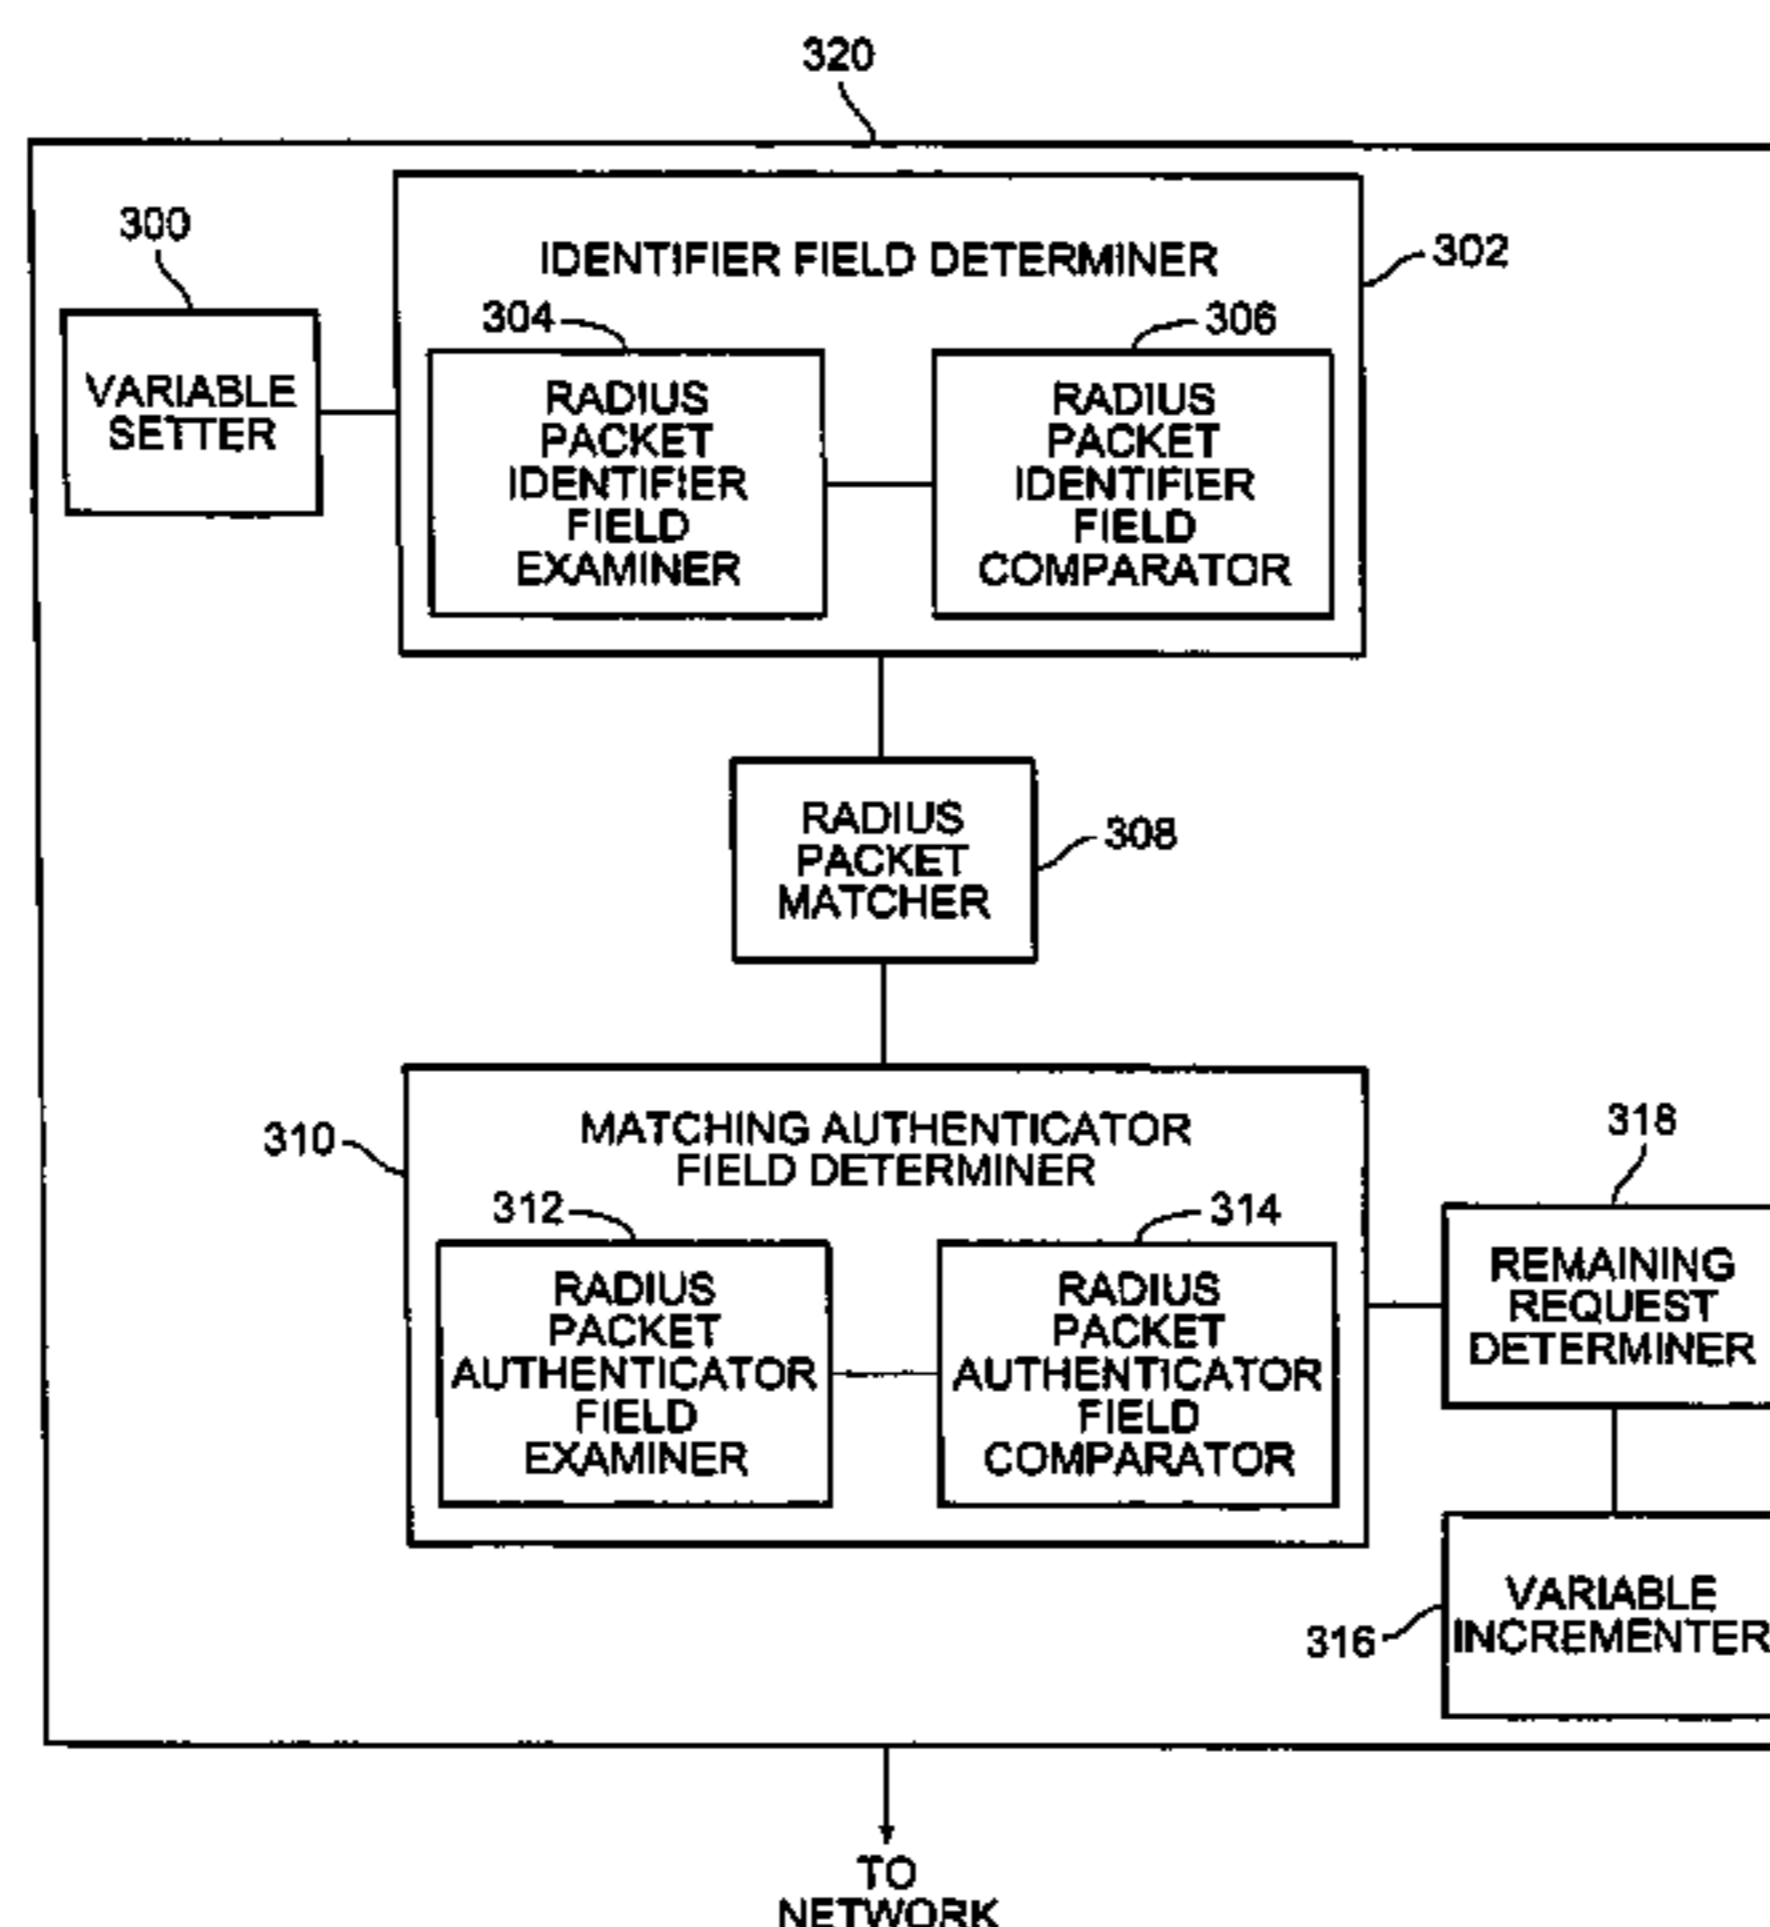 320
300
IDENTIFIER FIELD DETERMINER
302
304
306
VARIABLE
SETTER
RADIUS
PACKET
IDENTIFIER
FIELD
EXAMINER
RADIUS
PACKET
IDENTIFIER
FIELD
COMPARATOR
RADIUS
PACKET
MATCHER
308
310
MATCHING AUTHENTICATOR
FIELD DETERMINER
318
312
314
RADIUS
PACKET
AUTHENTICATOR
FIELD
EXAMINER
RADIUS
PACKET
AUTHENTICATOR
FIELD
COMPARATOR
REMAINING
REQUEST
DETERMINER
316
VARIABLE
INCREMENTER
TO
NETWORK